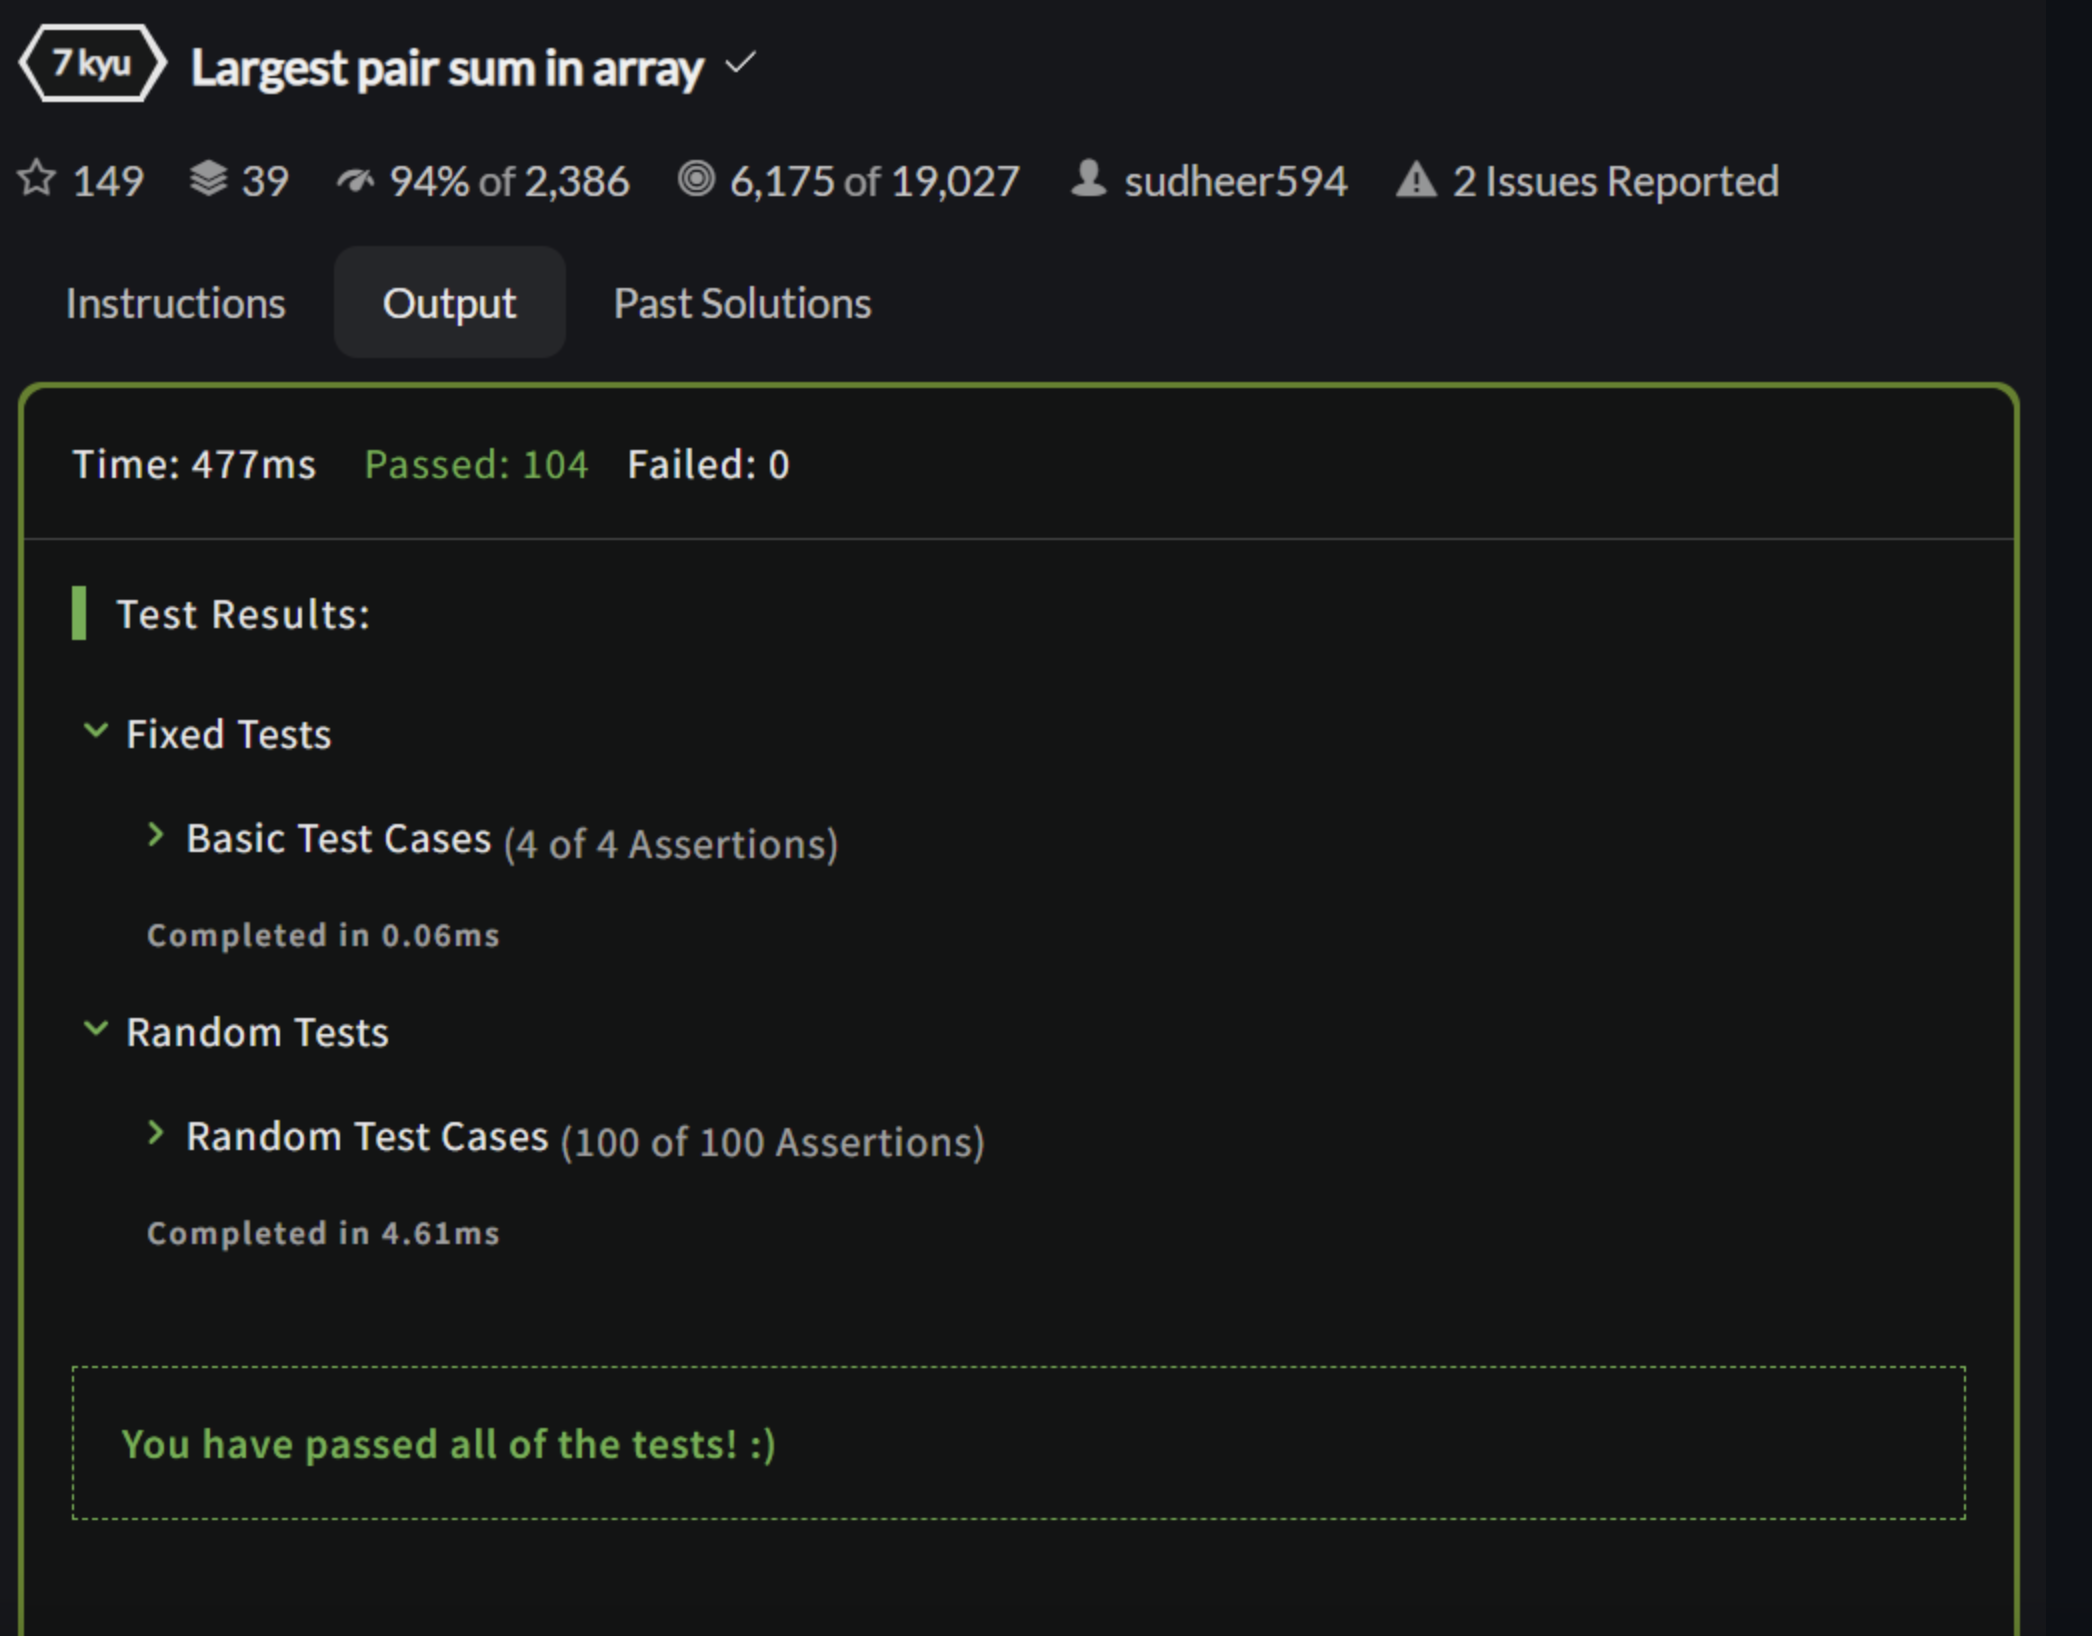 7 kyu Largest pair sum in array
149 39 94% of 2,386 6,175 of 19,027 sudheer594 2 Issues Reported
Instructions Output Past Solutions
Time: 477ms Passed: 104 Failed: 0
Test Results:
Fixed Tests
Basic Test Cases (4 of 4 Assertions)
Completed in 0.06ms
Random Tests
Random Test Cases (100 of 100 Assertions)
Completed in 4.61ms
You have passed all of the tests! :)